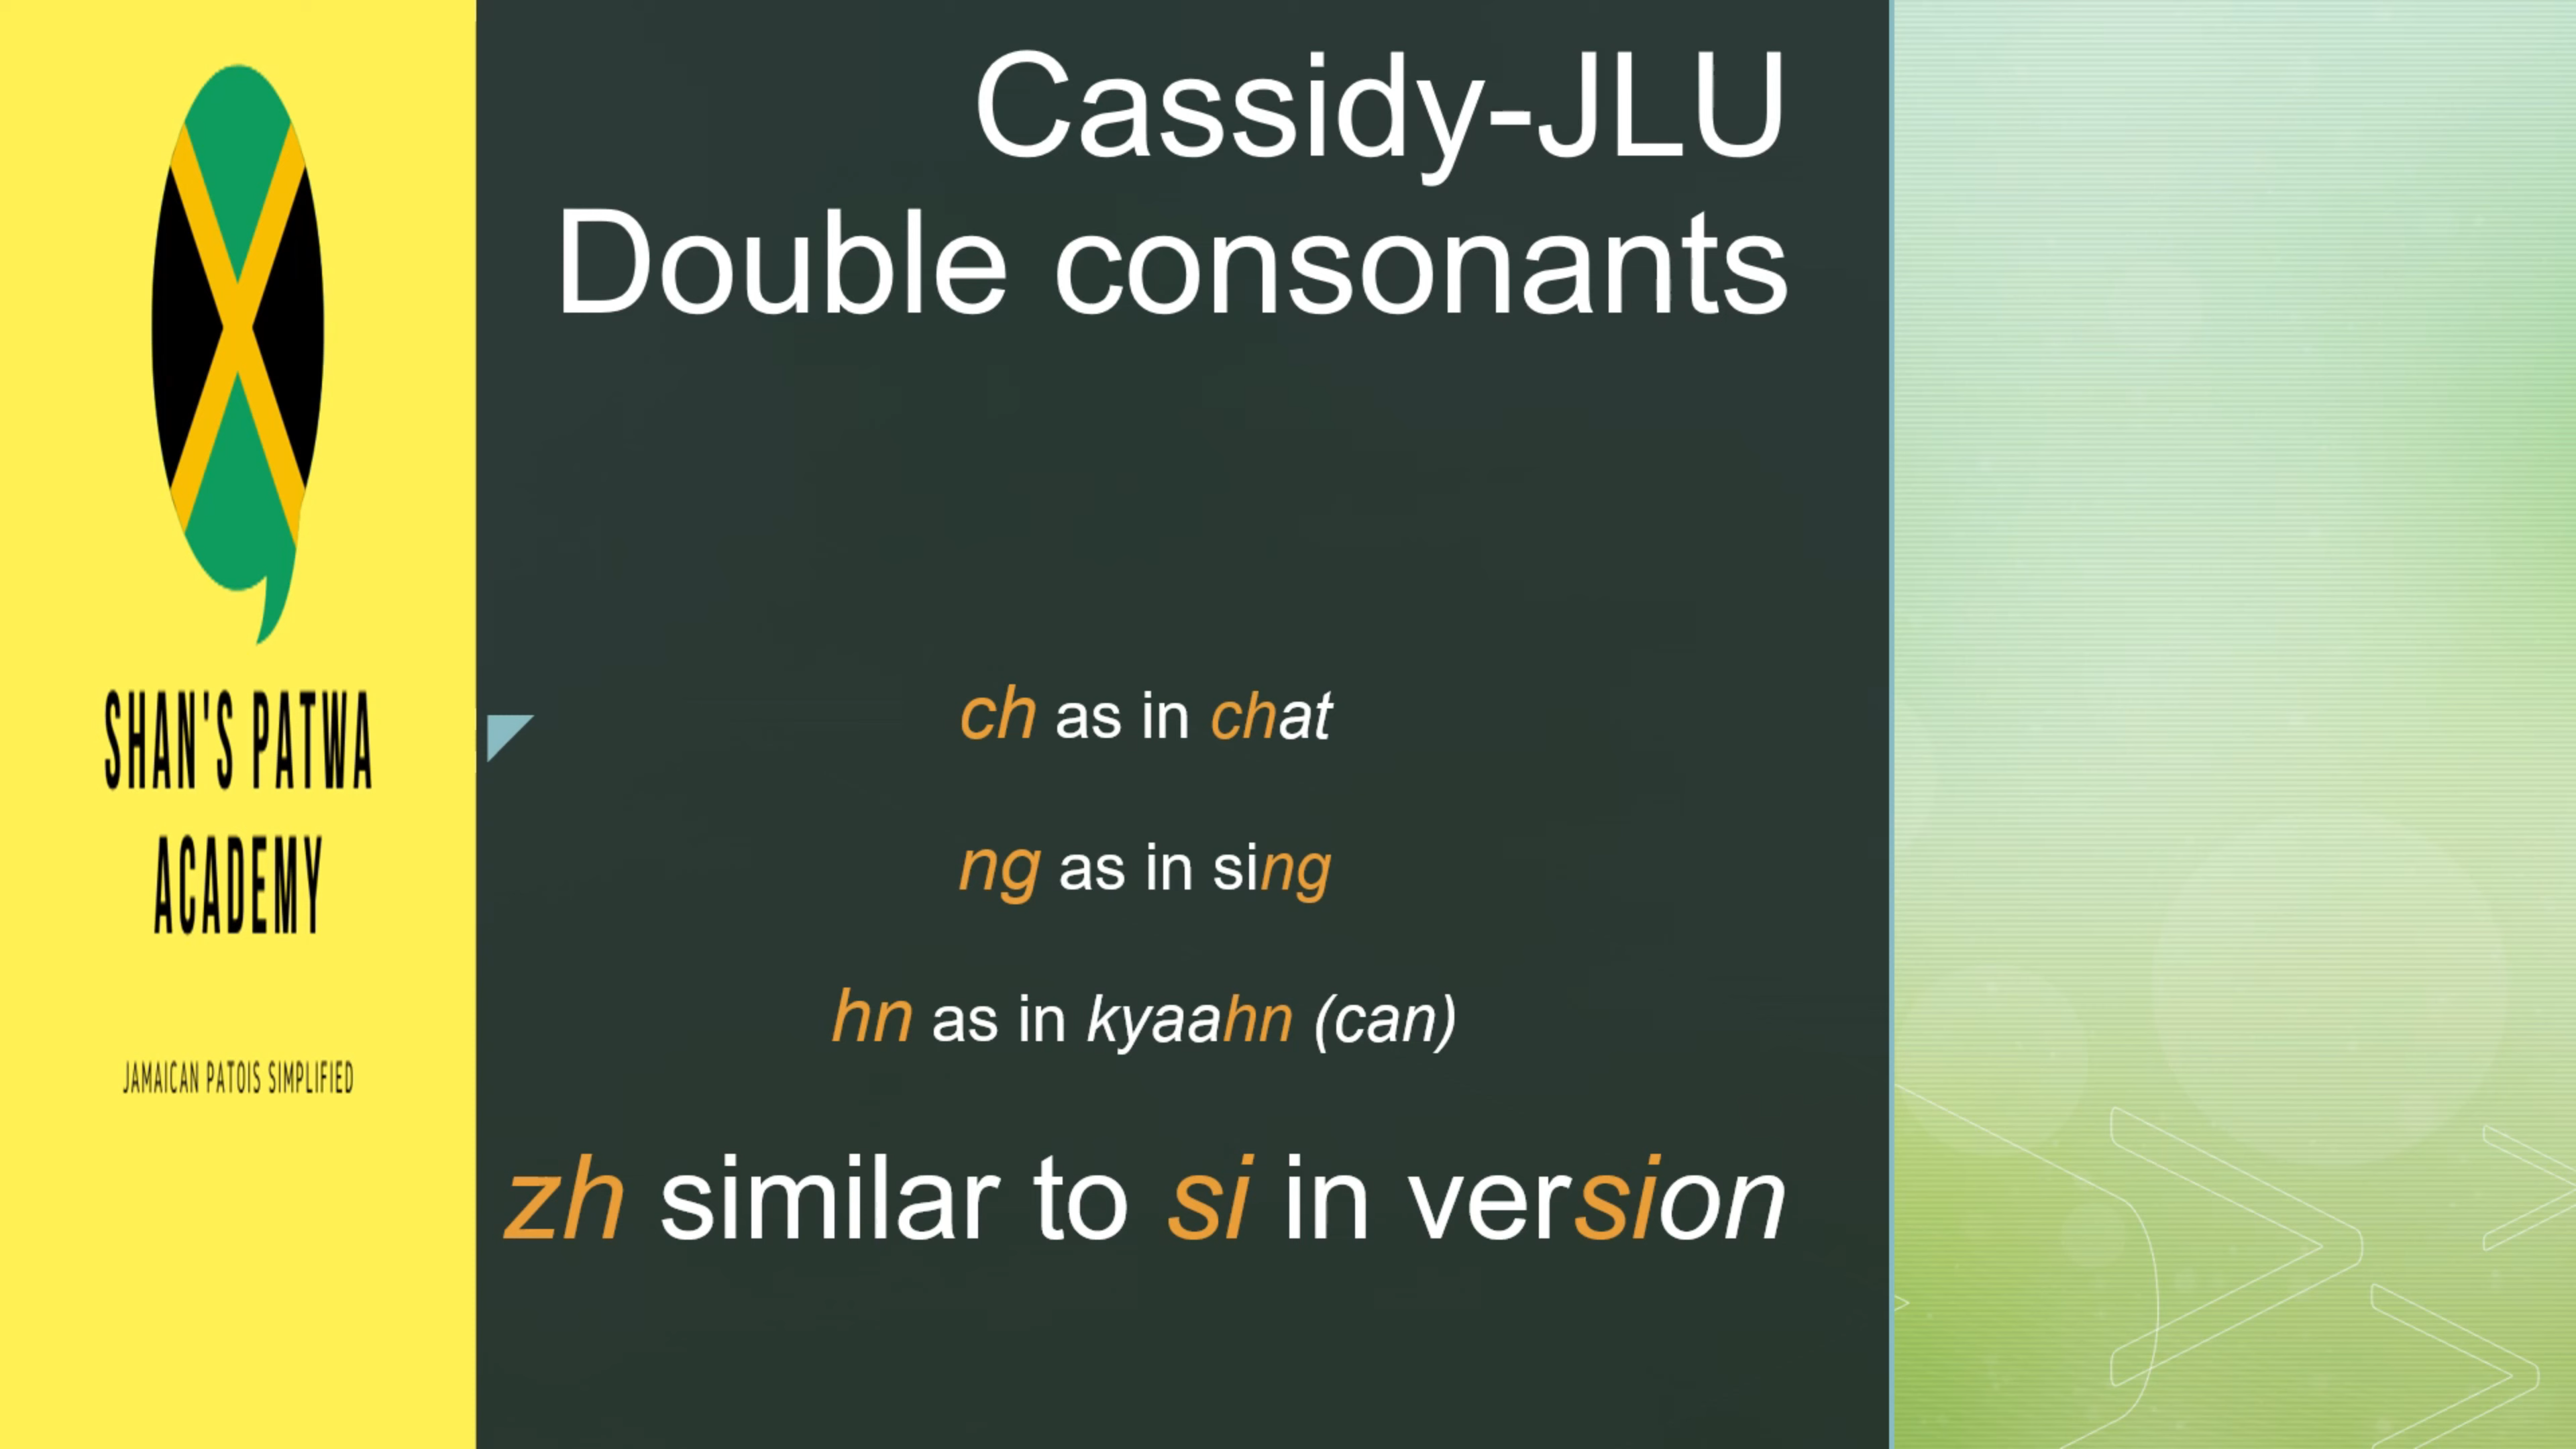 SHAN'S PATWA
ACADEMY
JAMAICAN PATOIS SIMPLIFIED
Cassidy-JLU
Double consonants
ch as in chat
ng as in sing
hn as in kyaahn (can)
zh similar to si in version